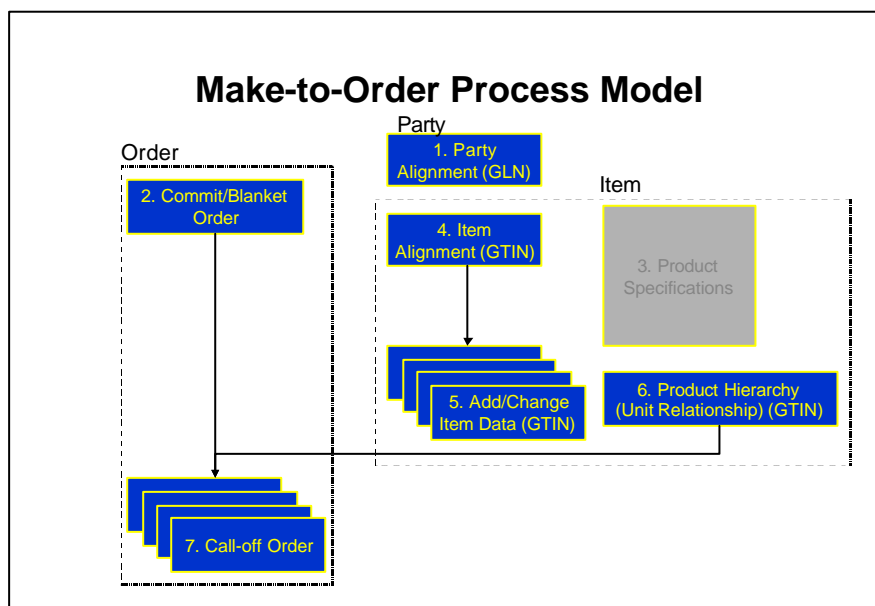 Make-to-Order Process Model
Party
Order
1. Party
Alignment (GLN)
Item
2. Commit/Blanket
Order
4. Item
Alignment (GTIN)
3. Product
Specifications
5. Add/Change
Item Data (GTIN)
6. Product Hierarchy
(Unit Relationship) (GTIN)
7. Call-off Order